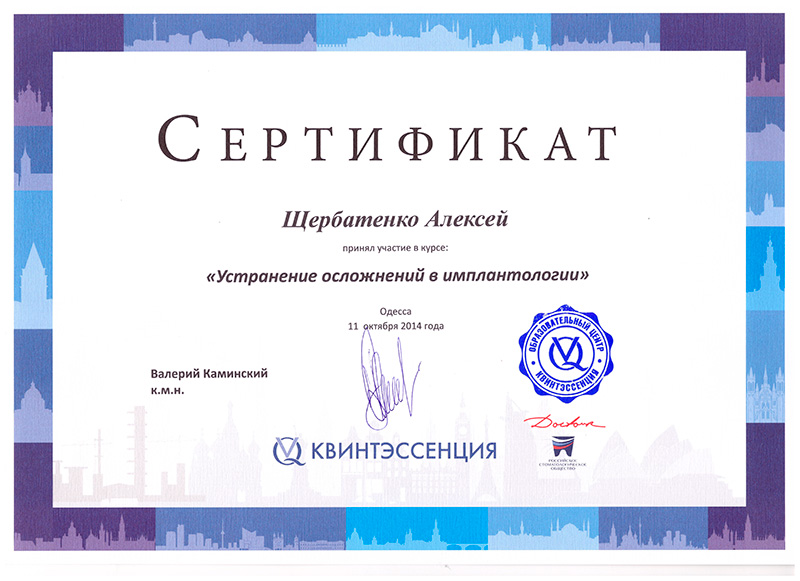 СЕРТИФИКАТ
Щербатенко Алексей
принял участие в курсе:
«Устранение осложнений в имплантологии»
Одесса
11 октября 2014 года
ОБРАЗОВАТЕЛЬНЫЙ ЦЕНТР
КВИНТЭССЕНЦИЯ
Валерий Каминский
к.м.н.
КВИНТЭССЕНЦИЯ
РОССИЙСКОЕ
СТОМАТОЛОГИЧЕСКОЕ
ОБЩЕСТВО